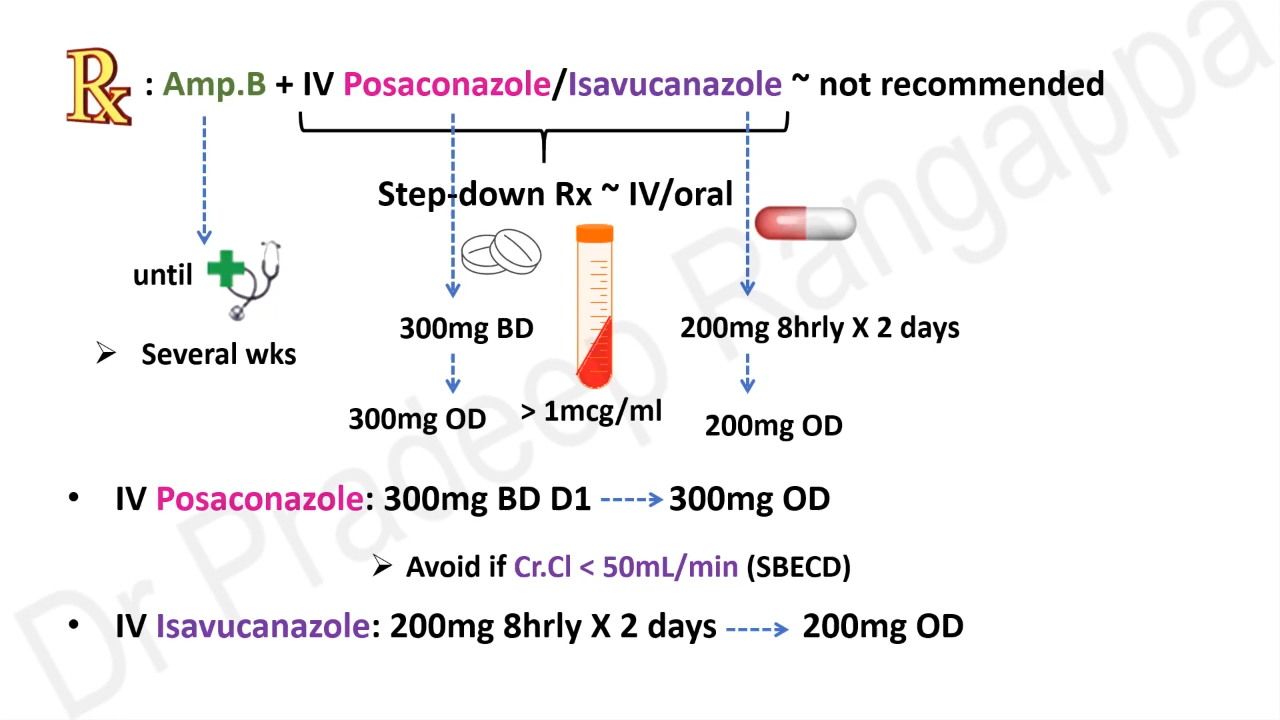 Rx : Amp.B + IV Posaconazole/Isavucanazole ~ not recommended
Step-down Rx ~ IV/oral
until
➢ Several wks
300mg BD
200mg 8hrly X 2 days
300mg OD
> 1mcg/ml
200mg OD
• IV Posaconazole: 300mg BD D1 ----> 300mg OD
➢ Avoid if Cr.Cl < 50mL/min (SBECD)
• IV Isavucanazole: 200mg 8hrly X 2 days ----> 200mg OD
Dr Pradeep Rangappa